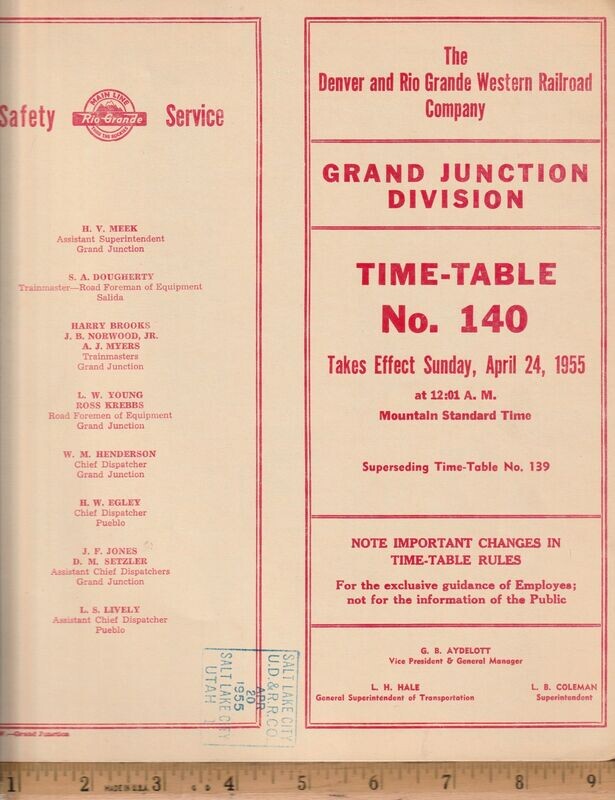 Safety
MAIN LINE
Rio Grande
THRU THE ROCKIES
Service
H. V. MEEK
Assistant Superintendent
Grand Junction
S. A. DOUGHERTY
Trainmaster—Road Foreman of Equipment
Salida
HARRY BROOKS
J. B. NORWOOD, JR.
A. J. MYERS
Trainmasters
Grand Junction
L. W. YOUNG
ROSS KREBBS
Road Foremen of Equipment
Grand Junction
W. M. HENDERSON
Chief Dispatcher
Grand Junction
H. W. EGLEY
Chief Dispatcher
Pueblo
J. F. JONES
D. M. SETZLER
Assistant Chief Dispatchers
Grand Junction
L. S. LIVELY
Assistant Chief Dispatcher
Pueblo
SALT LAKE CITY
U.D.&R.R.CO.
APR
20
1955
SALT LAKE CITY
UTAH
W.—Grand Junction
The
Denver and Rio Grande Western Railroad
Company
GRAND JUNCTION
DIVISION
TIME-TABLE
No. 140
Takes Effect Sunday, April 24, 1955
at 12:01 A. M.
Mountain Standard Time
Superseding Time-Table No. 139
NOTE IMPORTANT CHANGES IN
TIME-TABLE RULES
For the exclusive guidance of Employes;
not for the information of the Public
G. B. AYDELOTT
Vice President & General Manager
L. H. HALE
General Superintendent of Transportation
L. B. COLEMAN
Superintendent
1 2 3 4 5 6 7 8 9
MADE IN U.S.A.